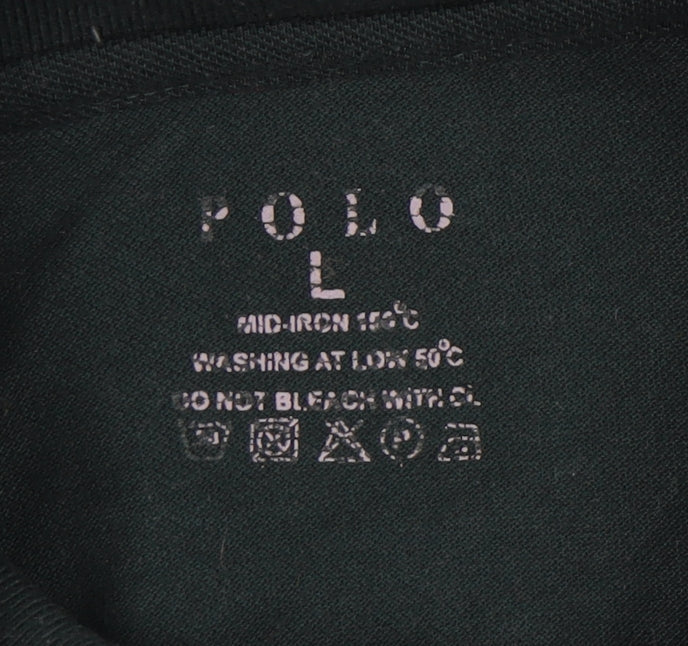 POLO
L
MID-IRON 150°C
WASHING AT LOW 50°C
DO NOT BLEACH WITH CL